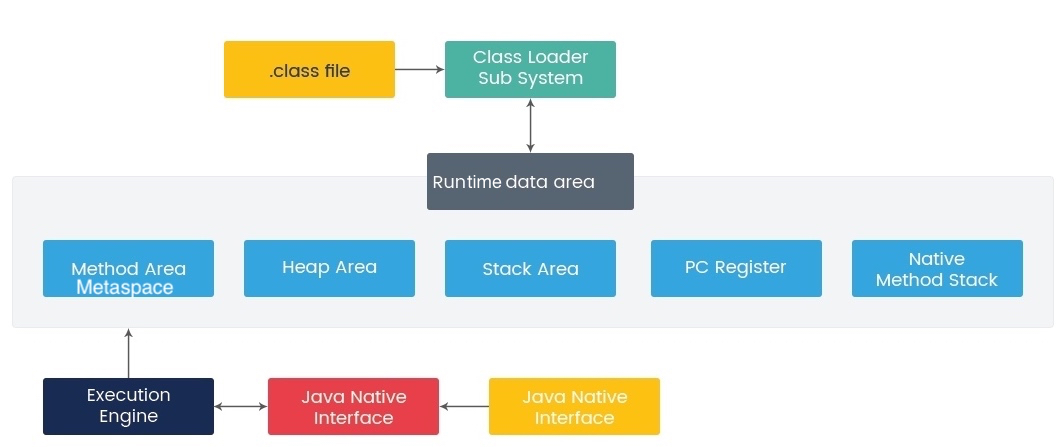 .class file
Class Loader
Sub System
Runtime data area
Method Area
Metaspace
Heap Area
Stack Area
PC Register
Native
Method Stack
Execution
Engine
Java Native
Interface
Java Native
Interface